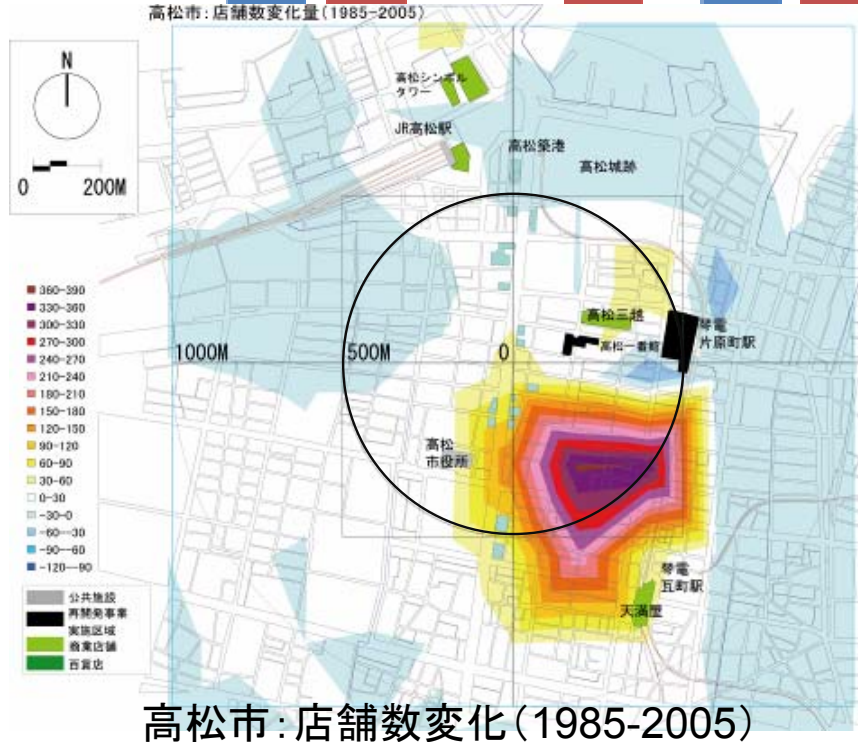 高松市:店舗数変化量(1985-2005)
N
0 200M
高松シンボル
タワー
JR高松駅
高松築港
高松城跡
360-390
330-360
300-330
270-300
240-270
210-240
180-210
150-180
120-150
90-120
60-90
30-60
0-30
-30-0
-60--30
-90--60
-120--90
1000M
500M
0
高松三越
高松一番館
琴電
片原町駅
高松
市役所
琴電
瓦町駅
天満屋
公共施設
再開発事業
実施区域
商業店舗
百貨店
高松市:店舗数変化(1985-2005)